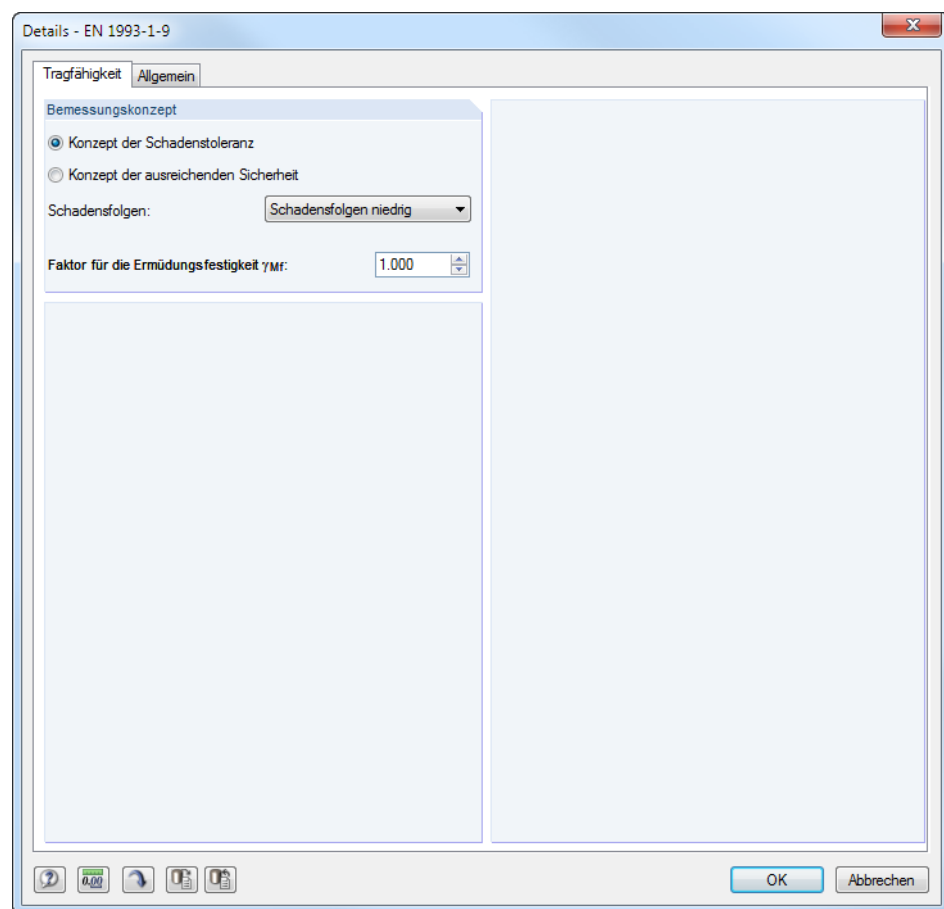 Details - EN 1993-1-9
Tragfähigkeit
Allgemein
Bemessungskonzept
Konzept der Schadenstoleranz
Konzept der ausreichenden Sicherheit
Schadensfolgen:
Schadensfolgen niedrig
Faktor für die Ermüdungsfestigkeit γMf:
1.000
0.00
OK
Abbrechen